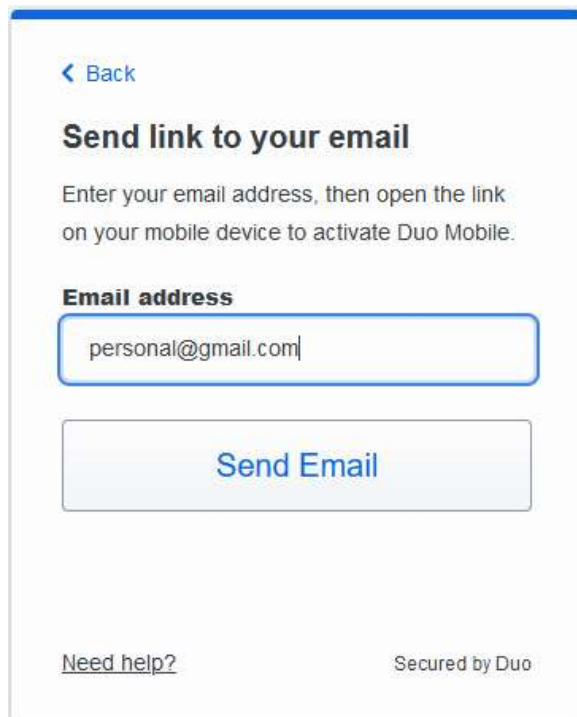 Back
Send link to your email
Enter your email address, then open the link
on your mobile device to activate Duo Mobile.
Email address
personal@gmail.com
Send Email
Need help?
Secured by Duo